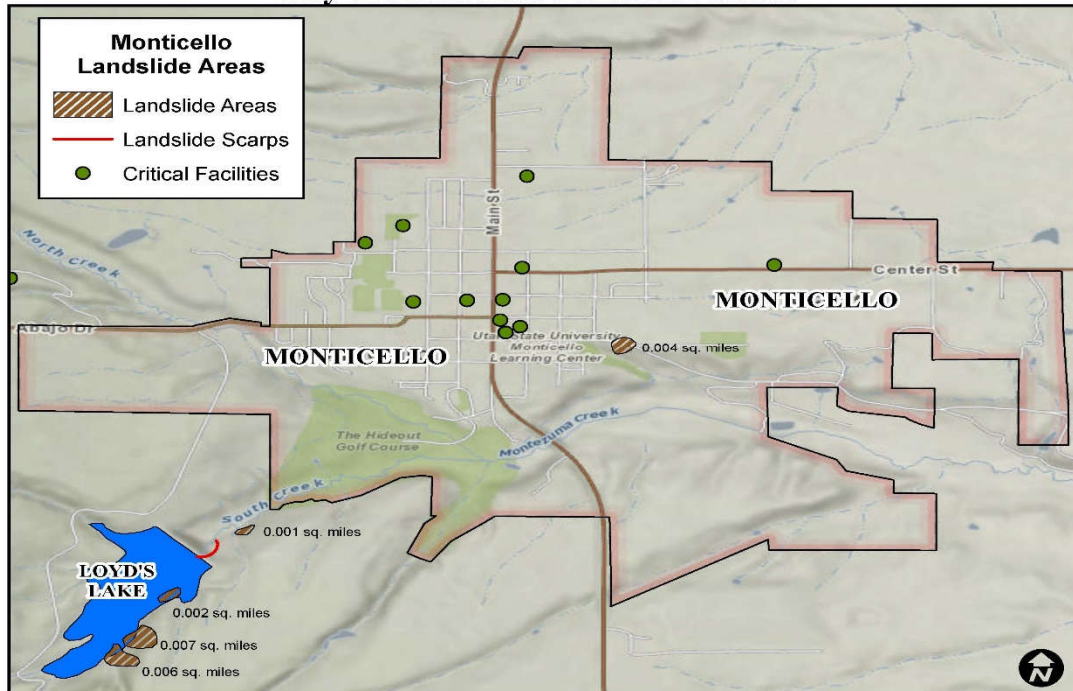 Monticello
Landslide Areas
Landslide Areas
Landslide Scarps
Critical Facilities
Main St
North Creek
Center St
MONTICELLO
Abajo Dr
MONTICELLO
Utah State University
Monticello
Learning Center
0.004 sq. miles
The Hideout
Golf Course
Montezuma Creek
South Creek
0.001 sq. miles
LOYD'S
LAKE
0.002 sq. miles
0.007 sq. miles
0.006 sq. miles
N